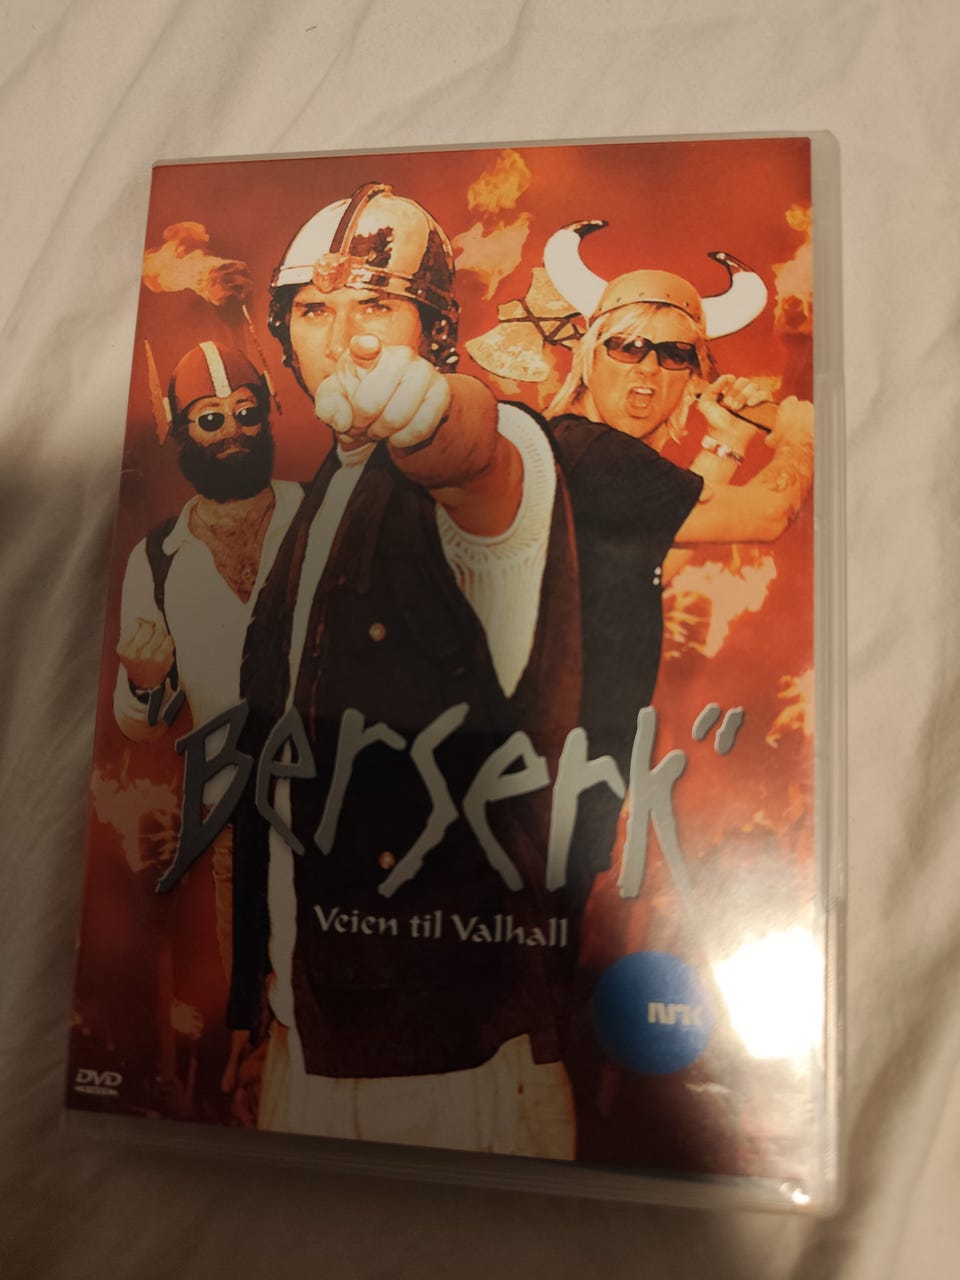 "Berserk"
Veien til Valhall
NRK
DVD